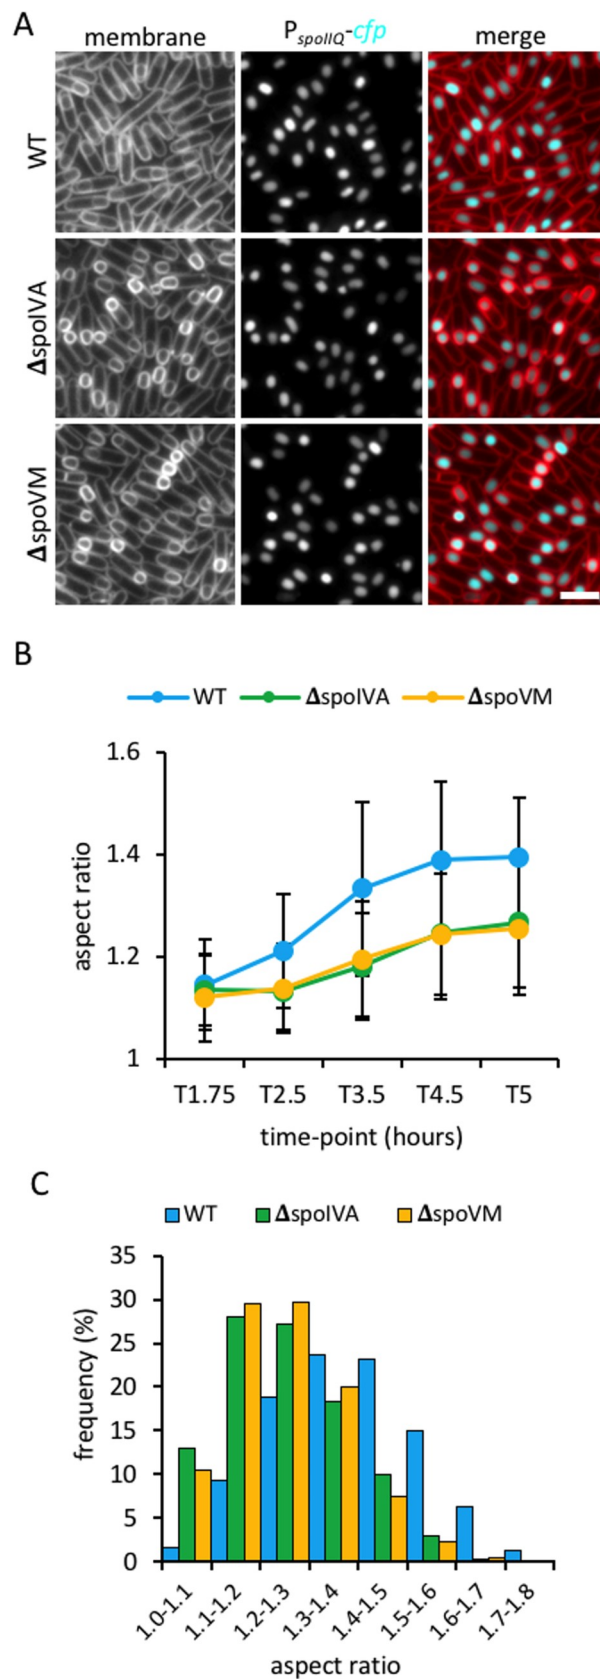 A
membrane
PspoIIQ-cfp
merge
WT
ΔspoIVA
ΔspoVM
B
WT
ΔspoIVA
ΔspoVM
1.6
1.4
1.2
1
aspect ratio
T1.75 T2.5 T3.5 T4.5 T5
time-point (hours)
C
WT
ΔspoIVA
ΔspoVM
35
30
25
20
15
10
5
0
frequency (%)
1.0-1.1
1.1-1.2
1.2-1.3
1.3-1.4
1.4-1.5
1.5-1.6
1.6-1.7
1.7-1.8
aspect ratio